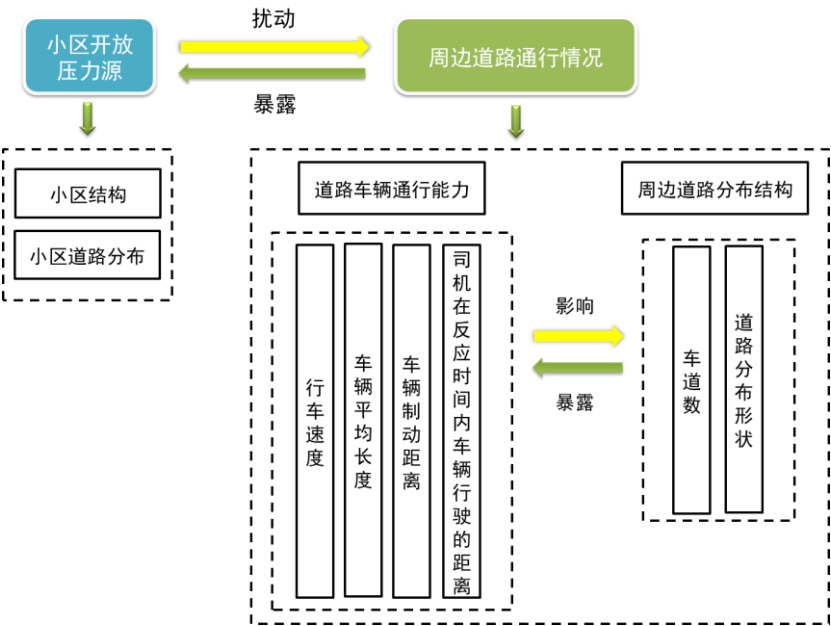 扰动
小区开放
压力源
周边道路通行情况
暴露
小区结构
小区道路分布
道路车辆通行能力
周边道路分布结构
行车速度
车辆平均长度
车辆制动距离
司机在反应时间内车辆行驶的距离
影响
暴露
车道数
道路分布形状